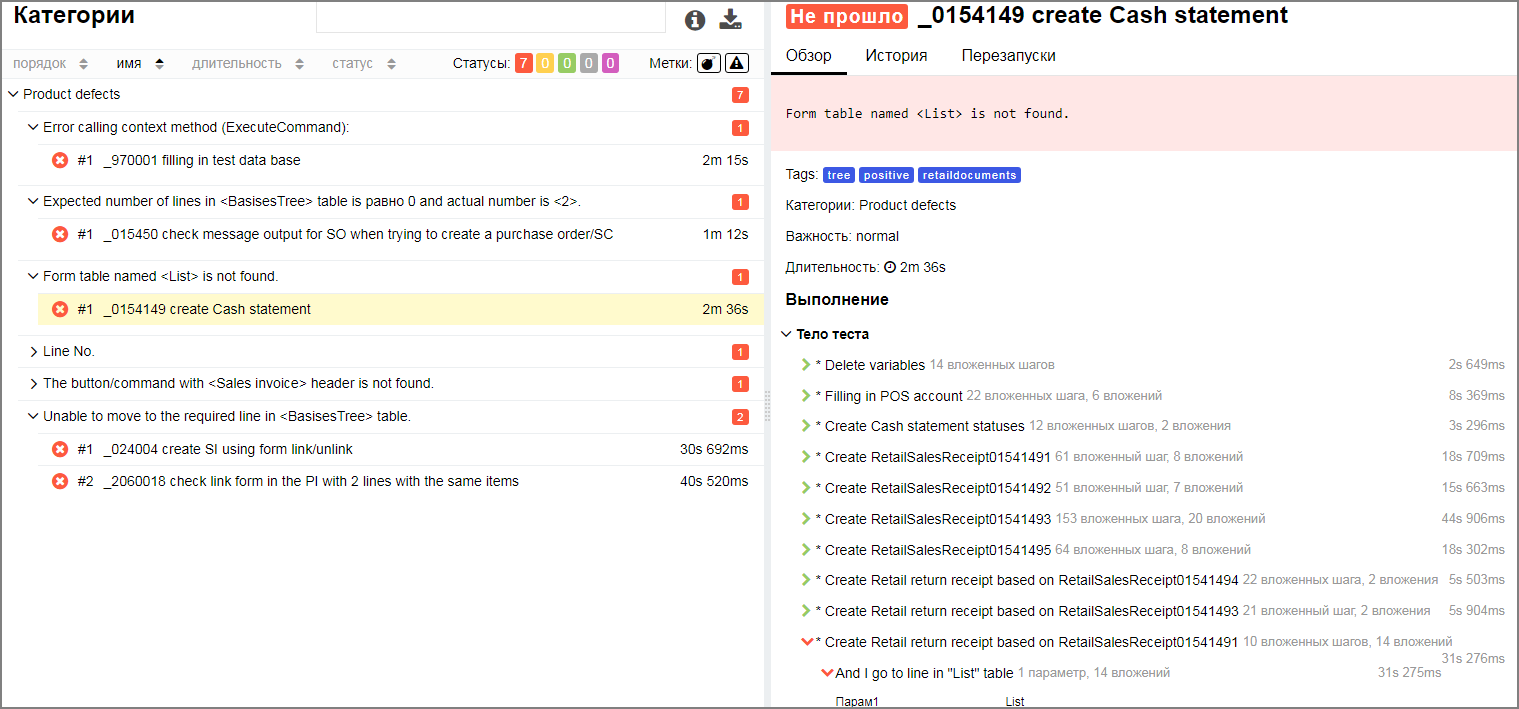 Категории
порядок имя длительность статус Статусы: 7 0 0 0 0 Метки:
Product defects 7
Error calling context method (ExecuteCommand): 1
#1 _970001 filling in test data base 2m 15s
Expected number of lines in <BasisesTree> table is равно 0 and actual number is <2>. 1
#1 _015450 check message output for SO when trying to create a purchase order/SC 1m 12s
Form table named <List> is not found. 1
#1 _0154149 create Cash statement 2m 36s
Line No. 1
The button/command with <Sales invoice> header is not found. 1
Unable to move to the required line in <BasisesTree> table. 2
#1 _024004 create SI using form link/unlink 30s 692ms
#2 _2060018 check link form in the PI with 2 lines with the same items 40s 520ms
Не прошло _0154149 create Cash statement
Обзор История Перезапуски
Form table named <List> is not found.
Tags: tree positive retaildocuments
Категории: Product defects
Важность: normal
Длительность: 2m 36s
Выполнение
Тело теста
* Delete variables 14 вложенных шагов 2s 649ms
* Filling in POS account 22 вложенных шага, 6 вложений 8s 369ms
* Create Cash statement statuses 12 вложенных шагов, 2 вложения 3s 296ms
* Create RetailSalesReceipt01541491 61 вложенный шаг, 8 вложений 18s 709ms
* Create RetailSalesReceipt01541492 51 вложенный шаг, 7 вложений 15s 663ms
* Create RetailSalesReceipt01541493 153 вложенных шага, 20 вложений 44s 906ms
* Create RetailSalesReceipt01541495 64 вложенных шага, 8 вложений 18s 302ms
* Create Retail return receipt based on RetailSalesReceipt01541494 22 вложенных шага, 2 вложения 5s 503ms
* Create Retail return receipt based on RetailSalesReceipt01541493 21 вложенный шаг, 2 вложения 5s 904ms
* Create Retail return receipt based on RetailSalesReceipt01541491 10 вложенных шагов, 14 вложений
31s 276ms
And I go to line in "List" table 1 параметр, 14 вложений 31s 275ms
Парам1 List